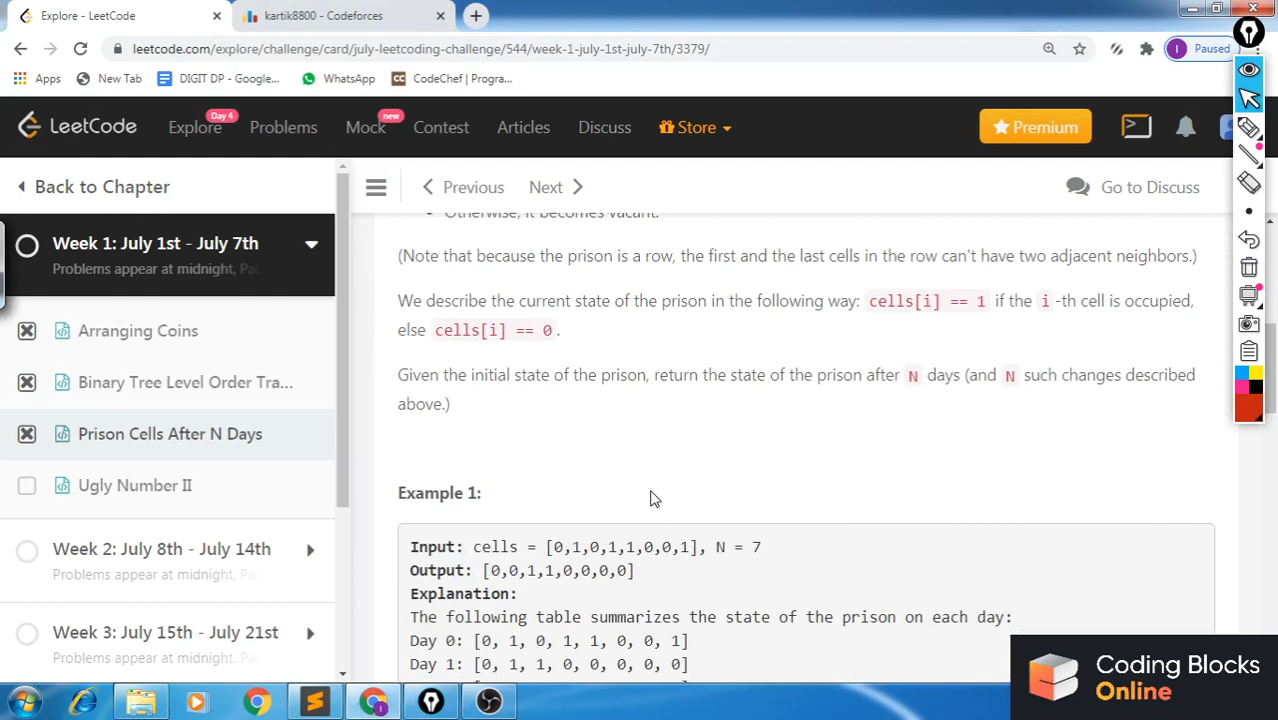 Explore - LeetCode
kartik8800 - Codeforces
leetcode.com/explore/challenge/card/july-leetcoding-challenge/544/week-1-july-1st-july-7th/3379/
I Paused
Apps New Tab DIGIT DP - Google... WhatsApp CodeChef | Progra...
LeetCode Explore Day 4 Problems Mock new Contest Articles Discuss Store Premium
Back to Chapter
Previous Next Go to Discuss
Week 1: July 1st - July 7th
Problems appear at midnight, Pac
Arranging Coins
Binary Tree Level Order Tra...
Prison Cells After N Days
Ugly Number II
Week 2: July 8th - July 14th
Problems appear at midnight, Pa
Week 3: July 15th - July 21st
Problems appear at midnight, Pa
Otherwise, it becomes vacant.
(Note that because the prison is a row, the first and the last cells in the row can't have two adjacent neighbors.)
We describe the current state of the prison in the following way: cells[i] == 1 if the i -th cell is occupied,
else cells[i] == 0.
Given the initial state of the prison, return the state of the prison after N days (and N such changes described
above.)
Example 1:
Input: cells = [0,1,0,1,1,0,0,1], N = 7
Output: [0,0,1,1,0,0,0,0]
Explanation:
The following table summarizes the state of the prison on each day:
Day 0: [0, 1, 0, 1, 1, 0, 0, 1]
Day 1: [0, 1, 1, 0, 0, 0, 0, 0]
Coding Blocks
Online